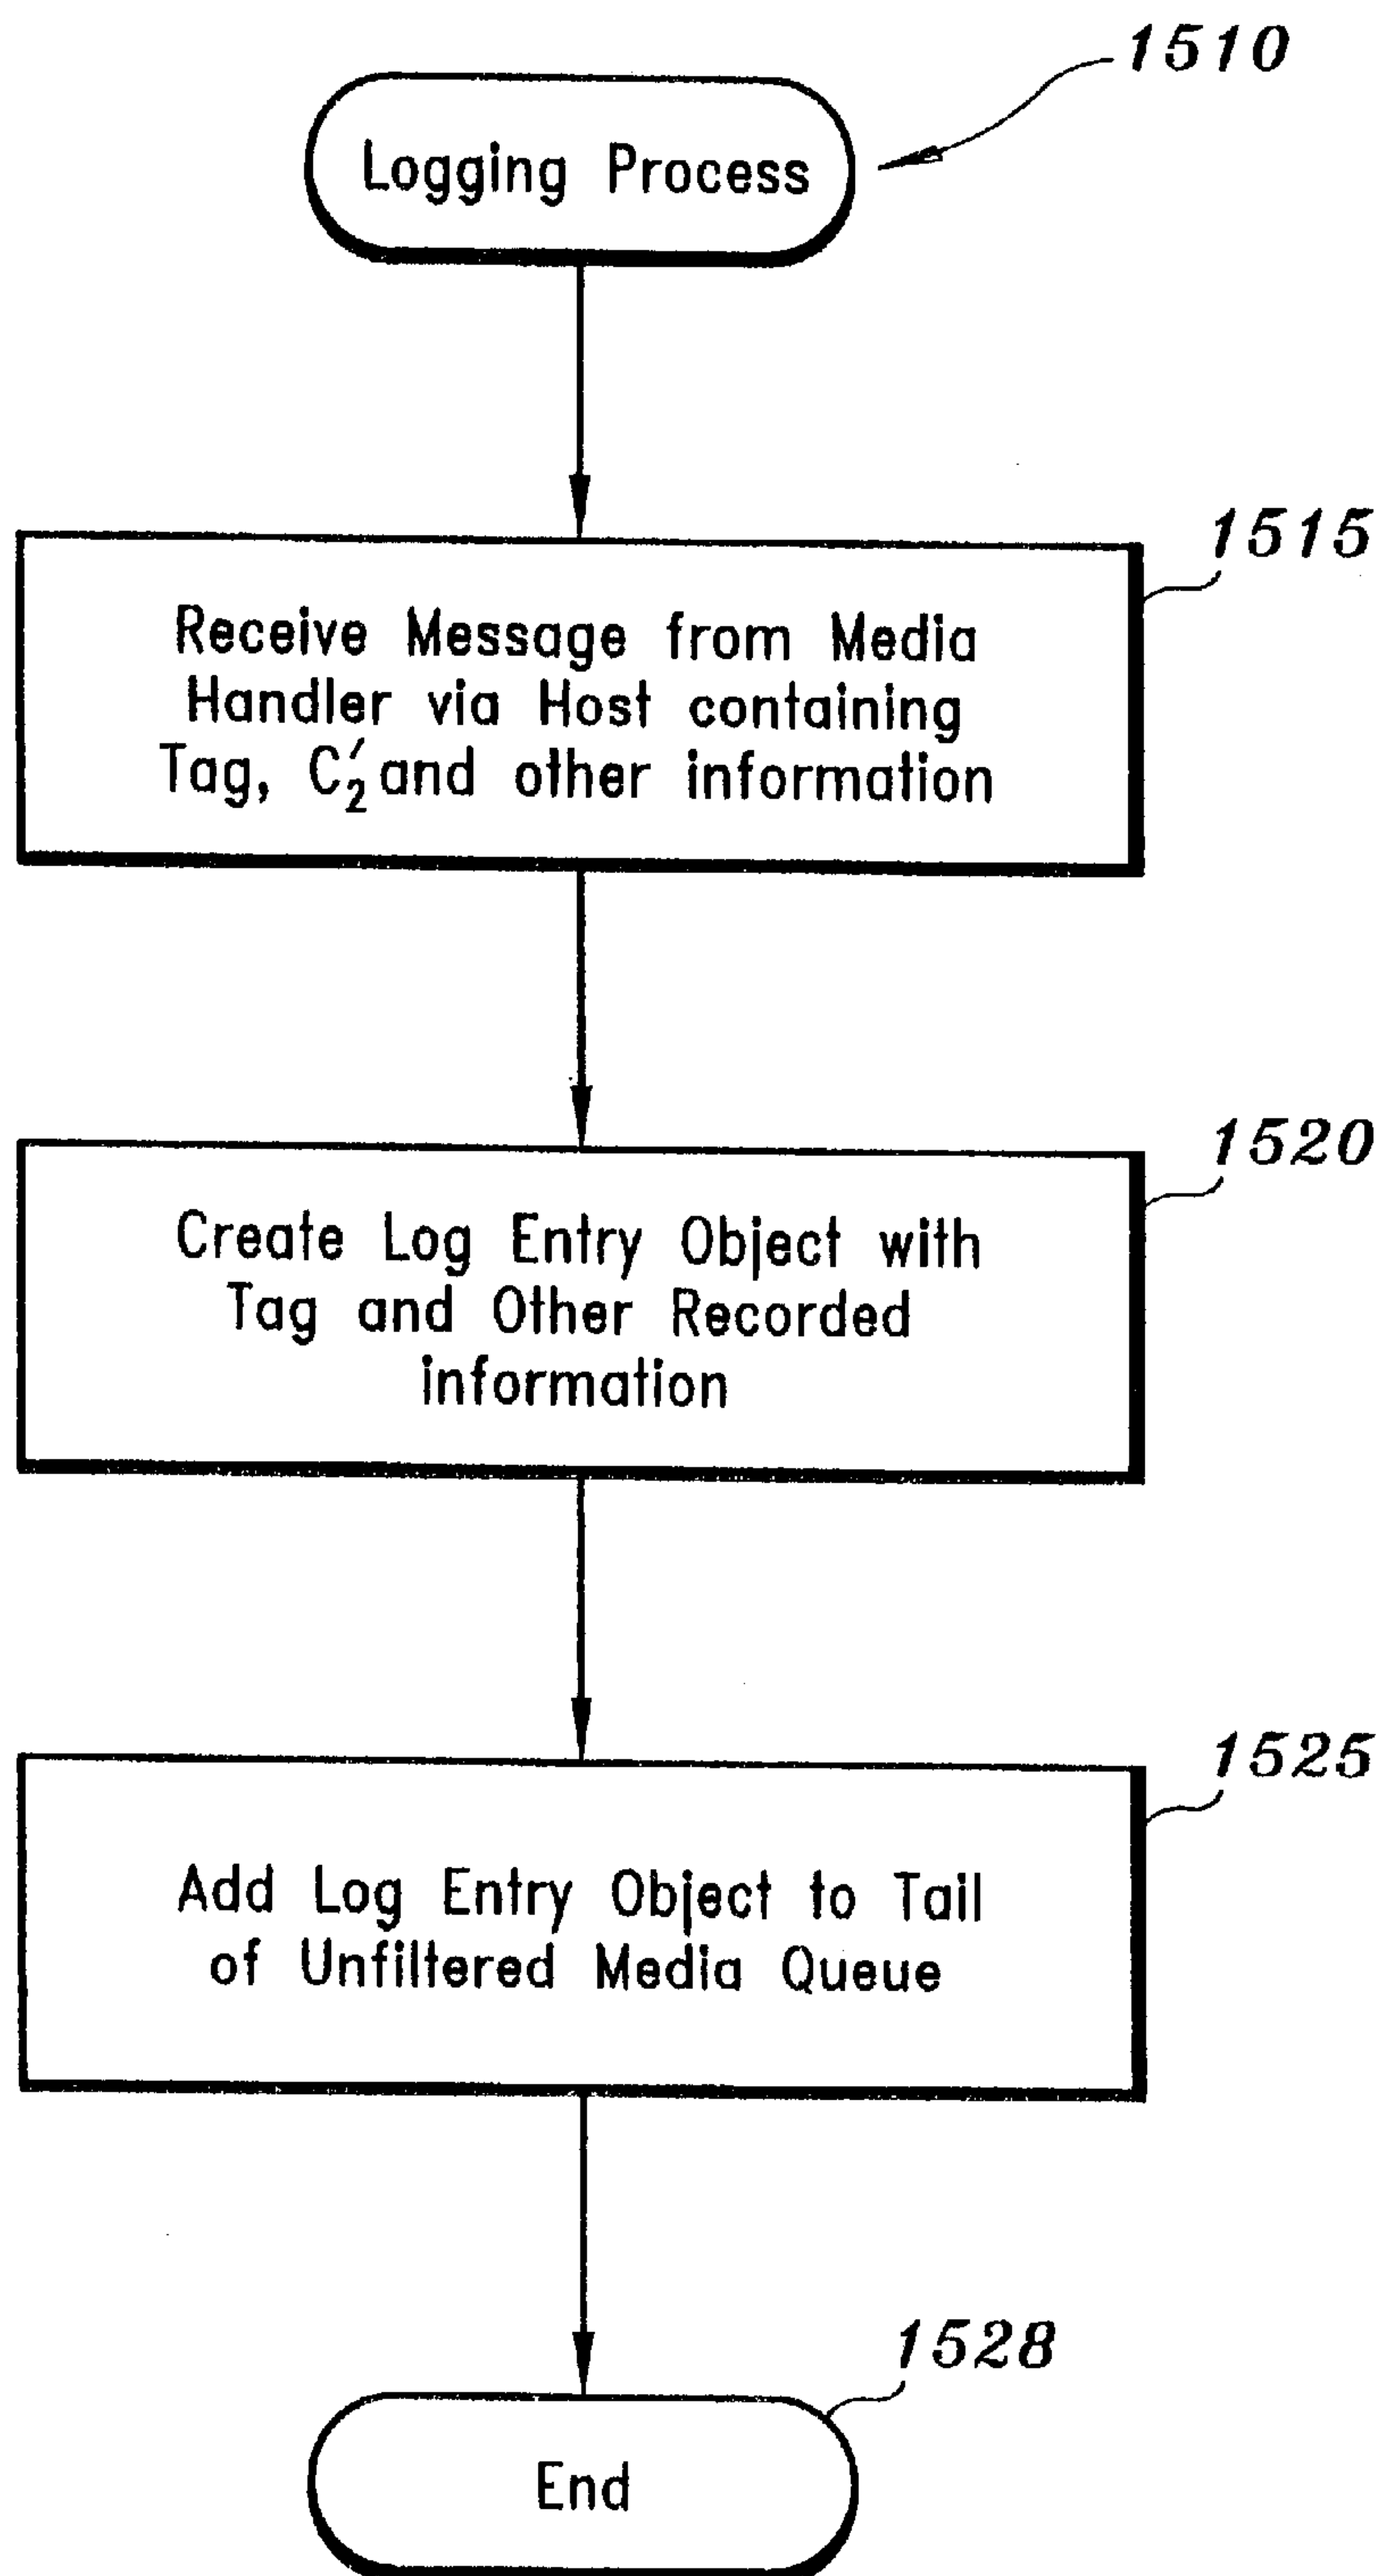 1510
Logging Process
1515
Receive Message from Media
Handler via Host containing
Tag, C₂′ and other information
1520
Create Log Entry Object with
Tag and Other Recorded
information
1525
Add Log Entry Object to Tail
of Unfiltered Media Queue
1528
End